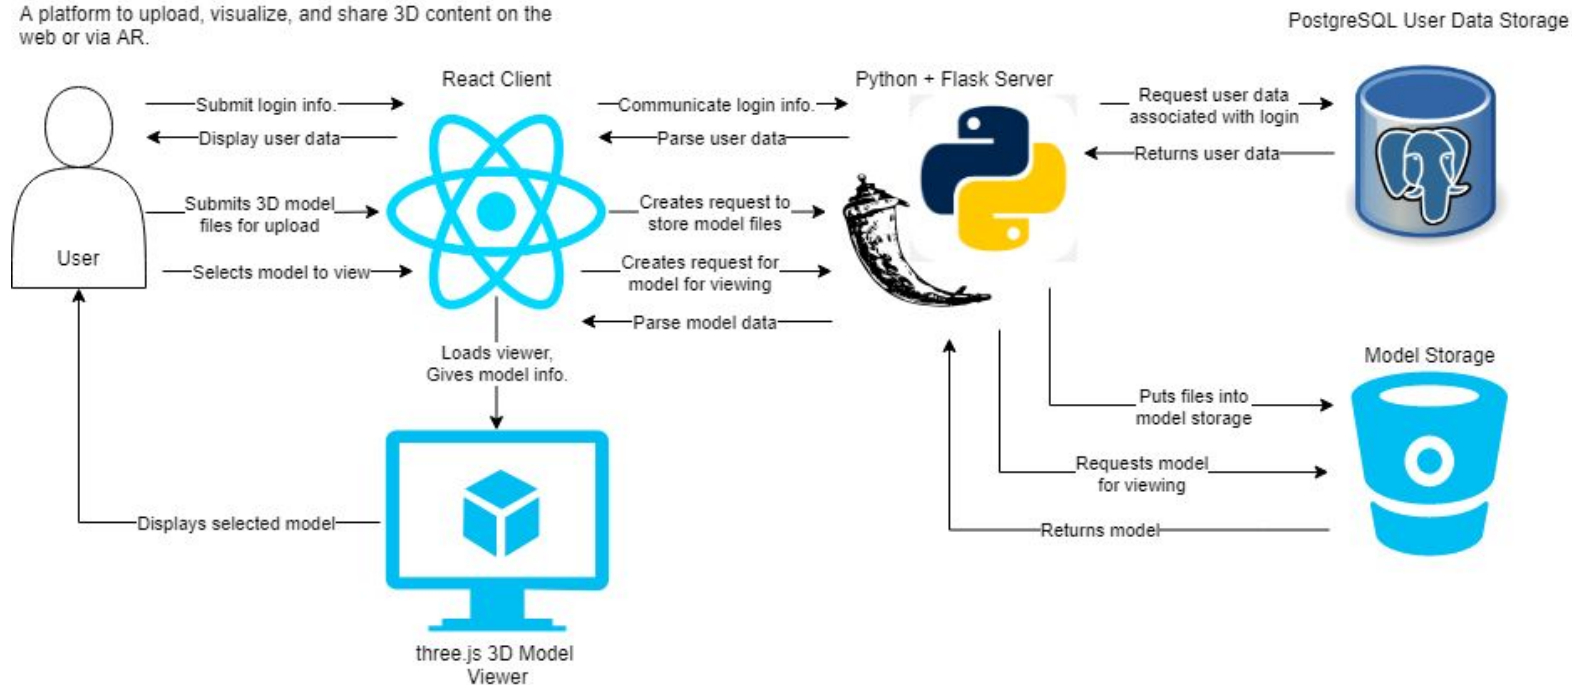 A platform to upload, visualize, and share 3D content on the
web or via AR.
PostgreSQL User Data Storage
React Client
Python + Flask Server
Submit login info.
Communicate login info.
Request user data
associated with login
Display user data
Parse user data
Returns user data
Submits 3D model
files for upload
Creates request to
store model files
User
Selects model to view
Creates request for
model for viewing
Parse model data
Loads viewer,
Gives model info.
Model Storage
Puts files into
model storage
Requests model
for viewing
Displays selected model
Returns model
three.js 3D Model
Viewer